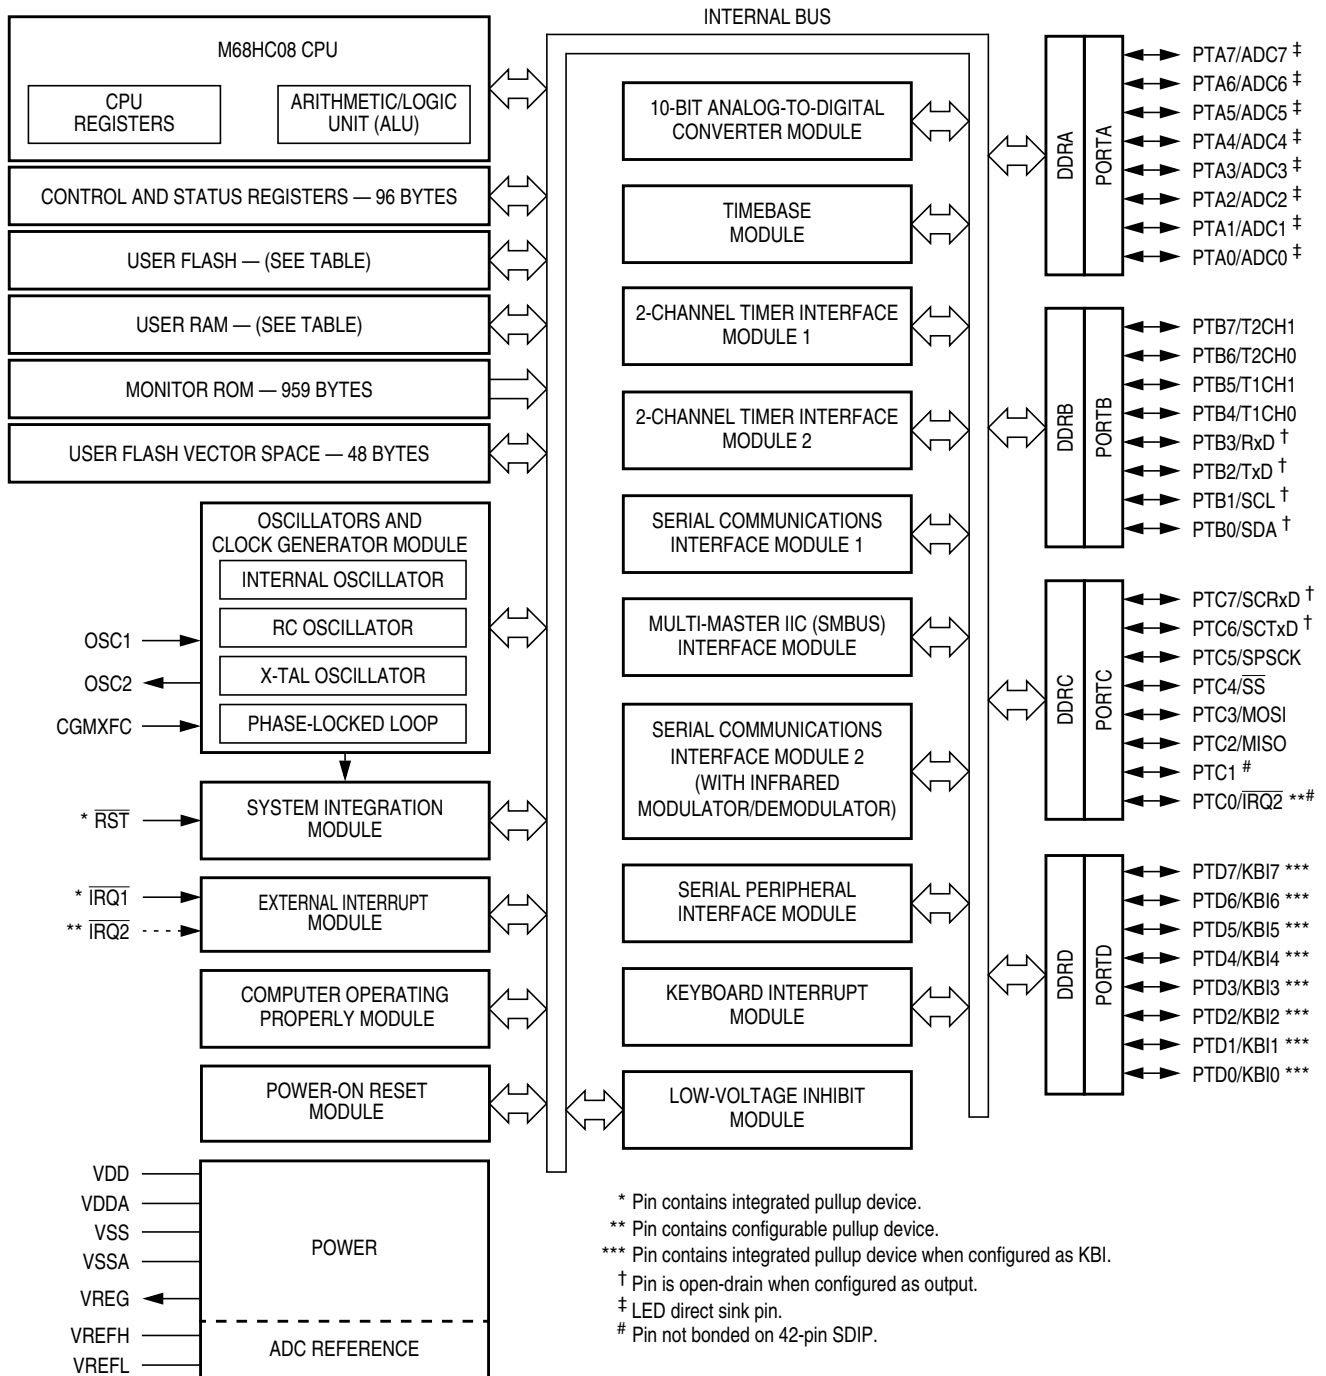 INTERNAL BUS
M68HC08 CPU
CPU
REGISTERS
ARITHMETIC/LOGIC
UNIT (ALU)
CONTROL AND STATUS REGISTERS — 96 BYTES
USER FLASH — (SEE TABLE)
USER RAM — (SEE TABLE)
MONITOR ROM — 959 BYTES
USER FLASH VECTOR SPACE — 48 BYTES
OSCILLATORS AND
CLOCK GENERATOR MODULE
INTERNAL OSCILLATOR
RC OSCILLATOR
X-TAL OSCILLATOR
PHASE-LOCKED LOOP
OSC1
OSC2
CGMXFC
SYSTEM INTEGRATION
MODULE
* R̅S̅T̅
EXTERNAL INTERRUPT
MODULE
* I̅R̅Q̅1̅
** I̅R̅Q̅2̅
COMPUTER OPERATING
PROPERLY MODULE
POWER-ON RESET
MODULE
VDD
VDDA
VSS
VSSA
VREG
VREFH
VREFL
POWER
ADC REFERENCE
10-BIT ANALOG-TO-DIGITAL
CONVERTER MODULE
TIMEBASE
MODULE
2-CHANNEL TIMER INTERFACE
MODULE 1
2-CHANNEL TIMER INTERFACE
MODULE 2
SERIAL COMMUNICATIONS
INTERFACE MODULE 1
MULTI-MASTER IIC (SMBUS)
INTERFACE MODULE
SERIAL COMMUNICATIONS
INTERFACE MODULE 2
(WITH INFRARED
MODULATOR/DEMODULATOR)
SERIAL PERIPHERAL
INTERFACE MODULE
KEYBOARD INTERRUPT
MODULE
LOW-VOLTAGE INHIBIT
MODULE
DDRA
PORTA
PTA7/ADC7 ‡
PTA6/ADC6 ‡
PTA5/ADC5 ‡
PTA4/ADC4 ‡
PTA3/ADC3 ‡
PTA2/ADC2 ‡
PTA1/ADC1 ‡
PTA0/ADC0 ‡
DDRB
PORTB
PTB7/T2CH1
PTB6/T2CH0
PTB5/T1CH1
PTB4/T1CH0
PTB3/RxD †
PTB2/TxD †
PTB1/SCL †
PTB0/SDA †
DDRC
PORTC
PTC7/SCRxD †
PTC6/SCTxD †
PTC5/SPSCK
PTC4/S̅S̅
PTC3/MOSI
PTC2/MISO
PTC1 #
PTC0/I̅R̅Q̅2̅ **#
DDRD
PORTD
PTD7/KBI7 ***
PTD6/KBI6 ***
PTD5/KBI5 ***
PTD4/KBI4 ***
PTD3/KBI3 ***
PTD2/KBI2 ***
PTD1/KBI1 ***
PTD0/KBI0 ***
* Pin contains integrated pullup device.
** Pin contains configurable pullup device.
*** Pin contains integrated pullup device when configured as KBI.
† Pin is open-drain when configured as output.
‡ LED direct sink pin.
# Pin not bonded on 42-pin SDIP.